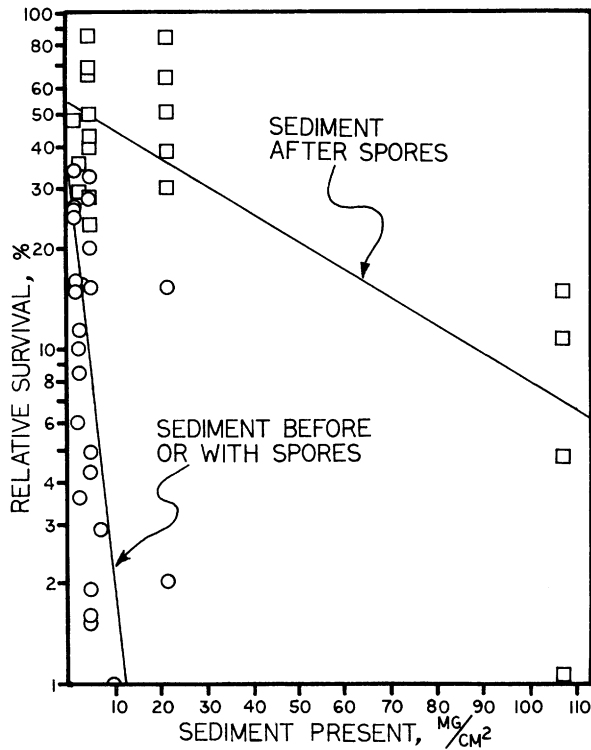 100
80
60
50
40
30
20
10
8
6
4
3
2
1
RELATIVE SURVIVAL, %
SEDIMENT
AFTER SPORES
SEDIMENT BEFORE
OR WITH SPORES
10 20 30 40 50 60 70 80 90 100 110
SEDIMENT PRESENT, MG/CM2